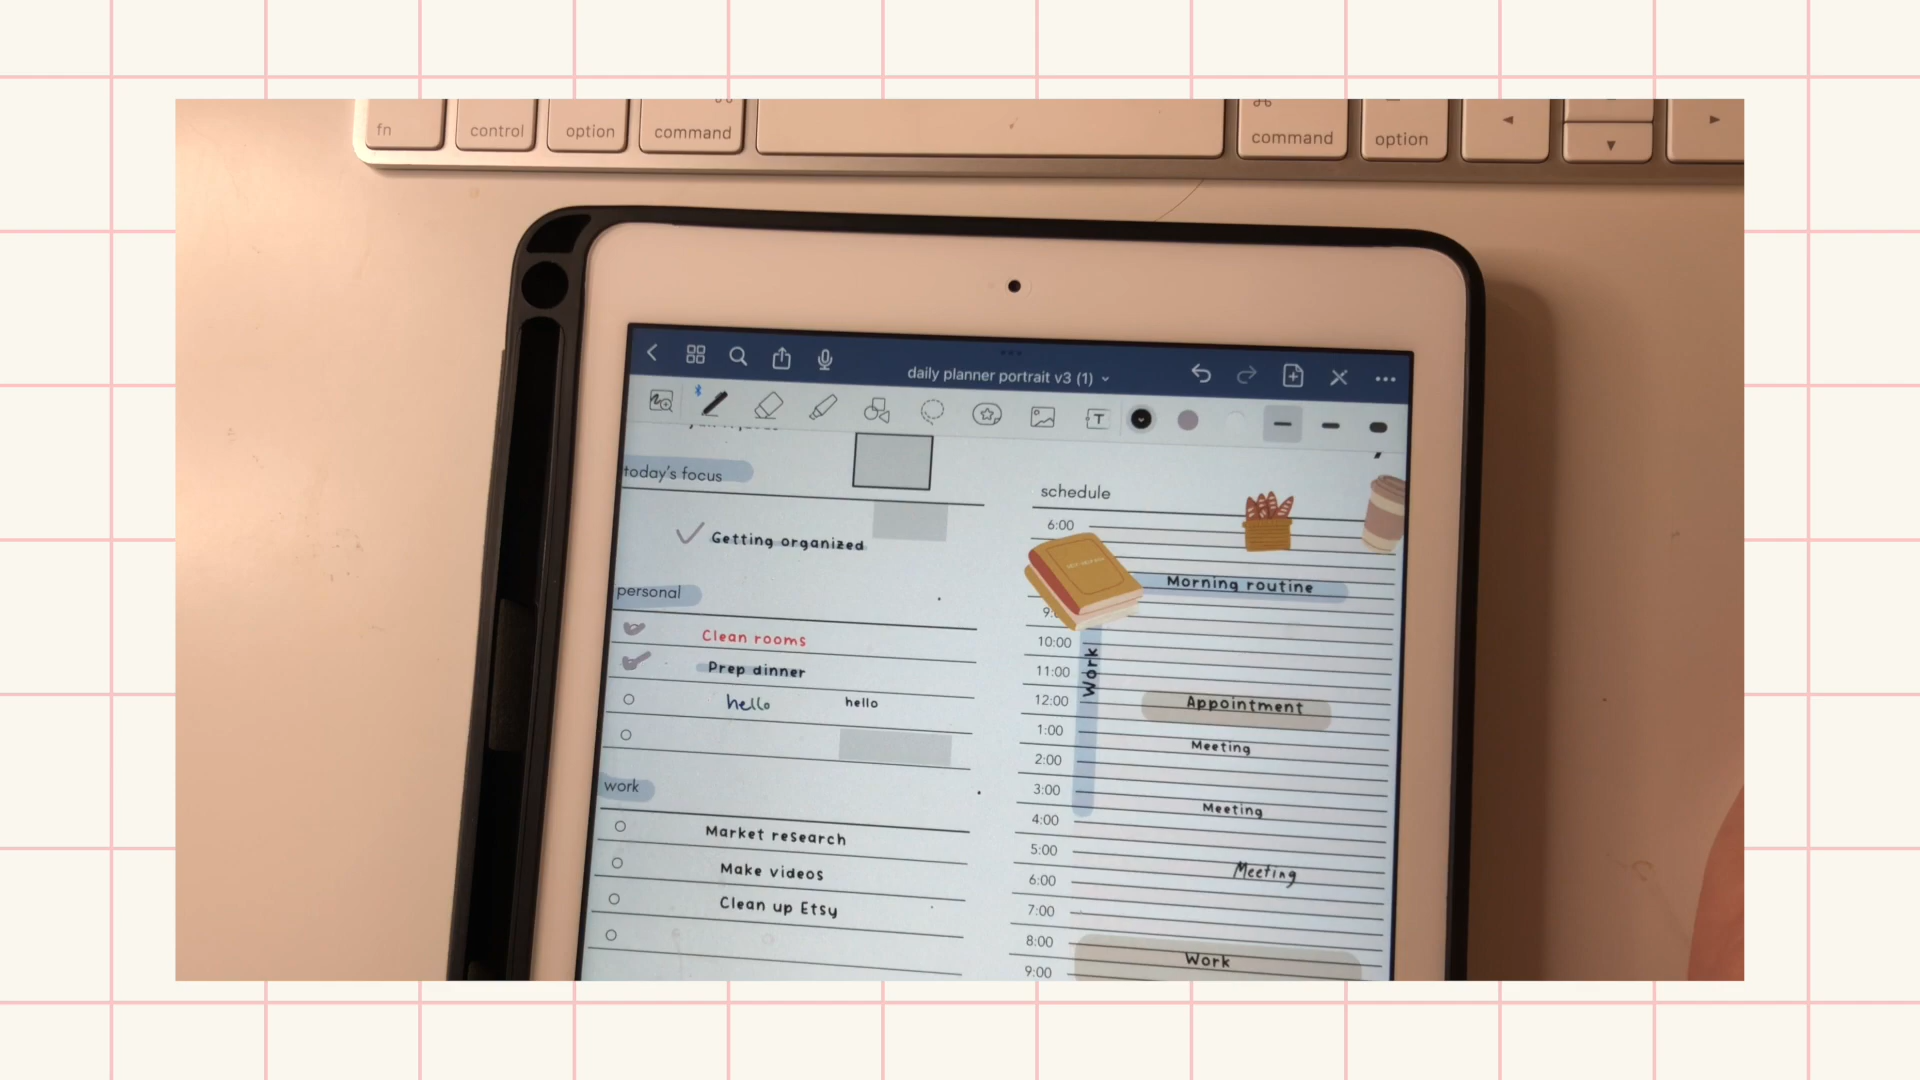 fn control option command command option
daily planner portrait v3 (1)
T
today's focus
Getting organized
personal
Clean rooms
Prep dinner
hello hello
work
Market research
Make videos
Clean up Etsy
schedule
6:00
Morning routine
10:00
11:00
Work
12:00
Appointment
1:00
Meeting
2:00
3:00
Meeting
4:00
5:00
Meeting
6:00
7:00
8:00
Work
9:00